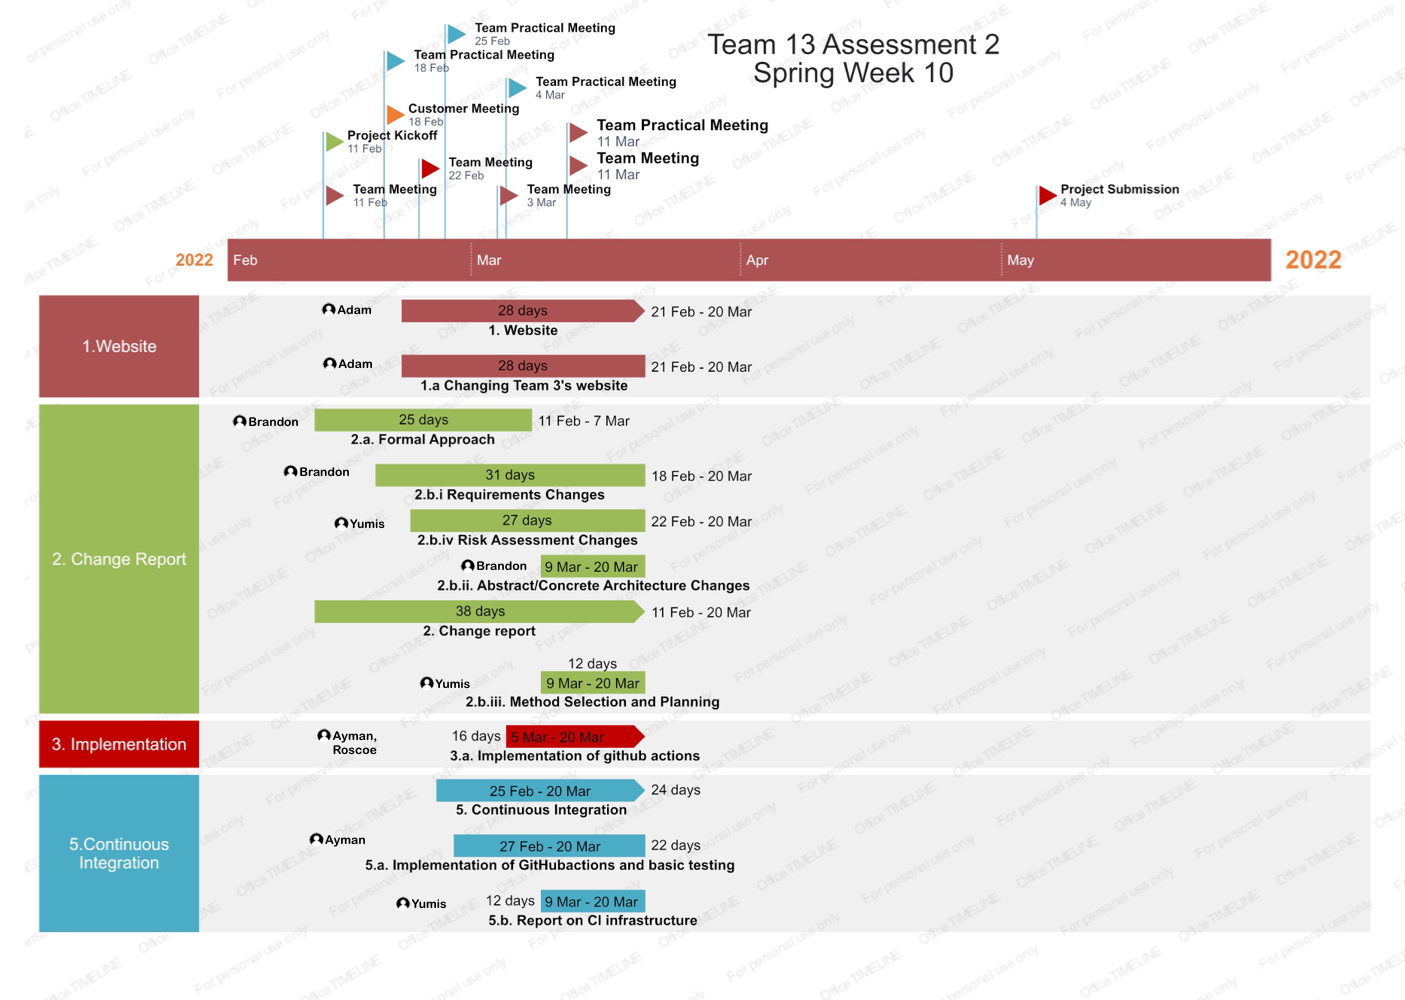 Team 13 Assessment 2
Spring Week 10
Team Practical Meeting
25 Feb
Team Practical Meeting
18 Feb
Team Practical Meeting
4 Mar
Customer Meeting
18 Feb
Team Practical Meeting
11 Mar
Project Kickoff
11 Feb
Team Meeting
22 Feb
Team Meeting
11 Mar
Team Meeting
11 Feb
Team Meeting
3 Mar
Project Submission
4 May
2022
Feb
Mar
Apr
May
2022
1.Website
Adam
28 days
21 Feb - 20 Mar
1. Website
Adam
28 days
21 Feb - 20 Mar
1.a Changing Team 3's website
2. Change Report
Brandon
25 days
11 Feb - 7 Mar
2.a. Formal Approach
Brandon
31 days
18 Feb - 20 Mar
2.b.i Requirements Changes
Yumis
27 days
22 Feb - 20 Mar
2.b.iv Risk Assessment Changes
Brandon
9 Mar - 20 Mar
2.b.ii. Abstract/Concrete Architecture Changes
38 days
11 Feb - 20 Mar
2. Change report
12 days
Yumis
9 Mar - 20 Mar
2.b.iii. Method Selection and Planning
3. Implementation
Ayman,
Roscoe
16 days
5 Mar - 20 Mar
3.a. Implementation of github actions
5.Continuous
Integration
25 Feb - 20 Mar
24 days
5. Continuous Integration
Ayman
27 Feb - 20 Mar
22 days
5.a. Implementation of GitHubactions and basic testing
Yumis
12 days
9 Mar - 20 Mar
5.b. Report on CI infrastructure
For personal use only
Office TIMELINE